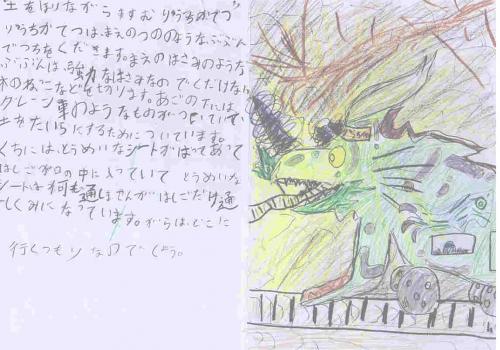 "土をほりながらすすむ りゅうちかてつ"
りゅうちかてつは、まえのつののようなぶぶん
でつちをくだきます。まえのはさみのような
ぶぶんは、強力なはさみなのでくだけない
木のねっこなどを切ります。あごの下には
クレーン車のようなものがついていて
土をたいらにするためについています。
くちには、とうめいなシートがはってあって
はしごが口の中に入っていて とうめいな
シートは何も通しませんがはしごだけ通
しくみになっています。がらは、どこに
行くつもりなのでしょう。